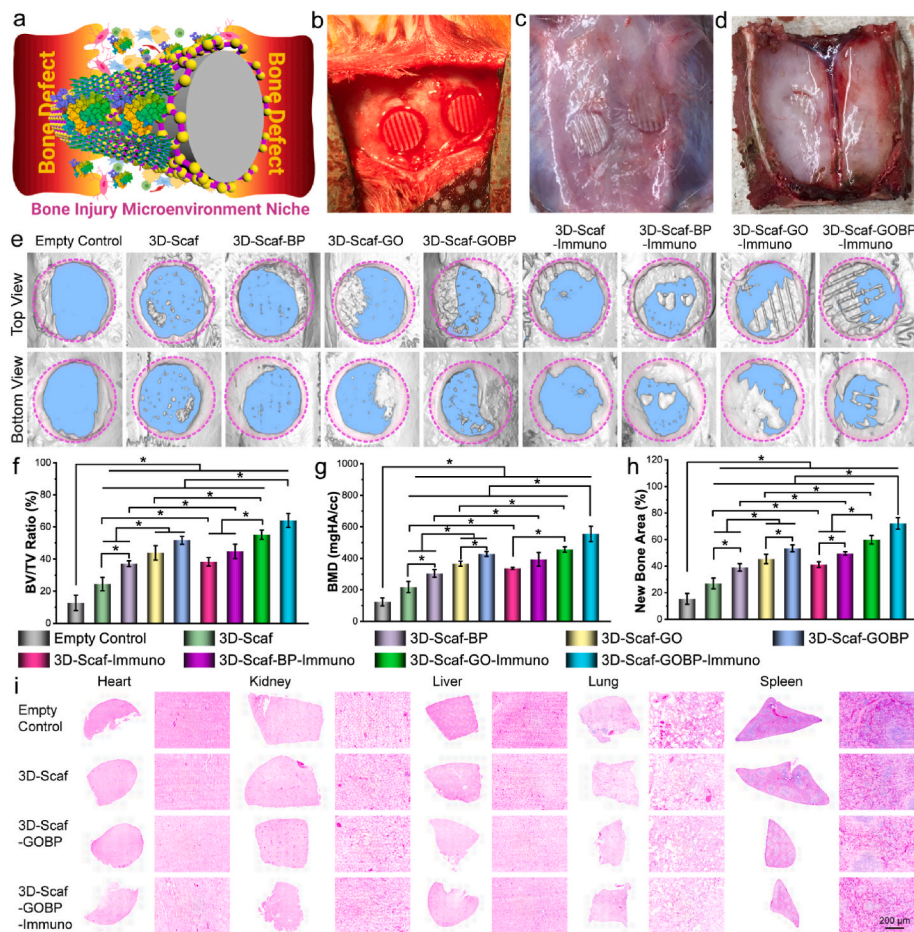 a
b
c
d
Bone Defect
Bone Defect
Bone Injury Microenvironment Niche
e
Empty Control
3D-Scaf
3D-Scaf-BP
3D-Scaf-GO
3D-Scaf-GOBP
3D-Scaf
-Immuno
3D-Scaf-BP
-Immuno
3D-Scaf-GO
-Immuno
3D-Scaf-GOBP
-Immuno
Top View
Bottom View
f
BV/TV Ratio (%)
100
80
60
40
20
0
* * * * * * * *
g
BMD (mgHA/cc)
1000
800
600
400
200
0
* * * * * * * * *
h
New Bone Area (%)
120
100
80
60
40
20
0
* * * * * * * * * *
Empty Control
3D-Scaf
3D-Scaf-BP
3D-Scaf-GO
3D-Scaf-GOBP
3D-Scaf-Immuno
3D-Scaf-BP-Immuno
3D-Scaf-GO-Immuno
3D-Scaf-GOBP-Immuno
i
Heart
Kidney
Liver
Lung
Spleen
Empty
Control
3D-Scaf
3D-Scaf
-GOBP
3D-Scaf
-GOBP
-Immuno
200 μm